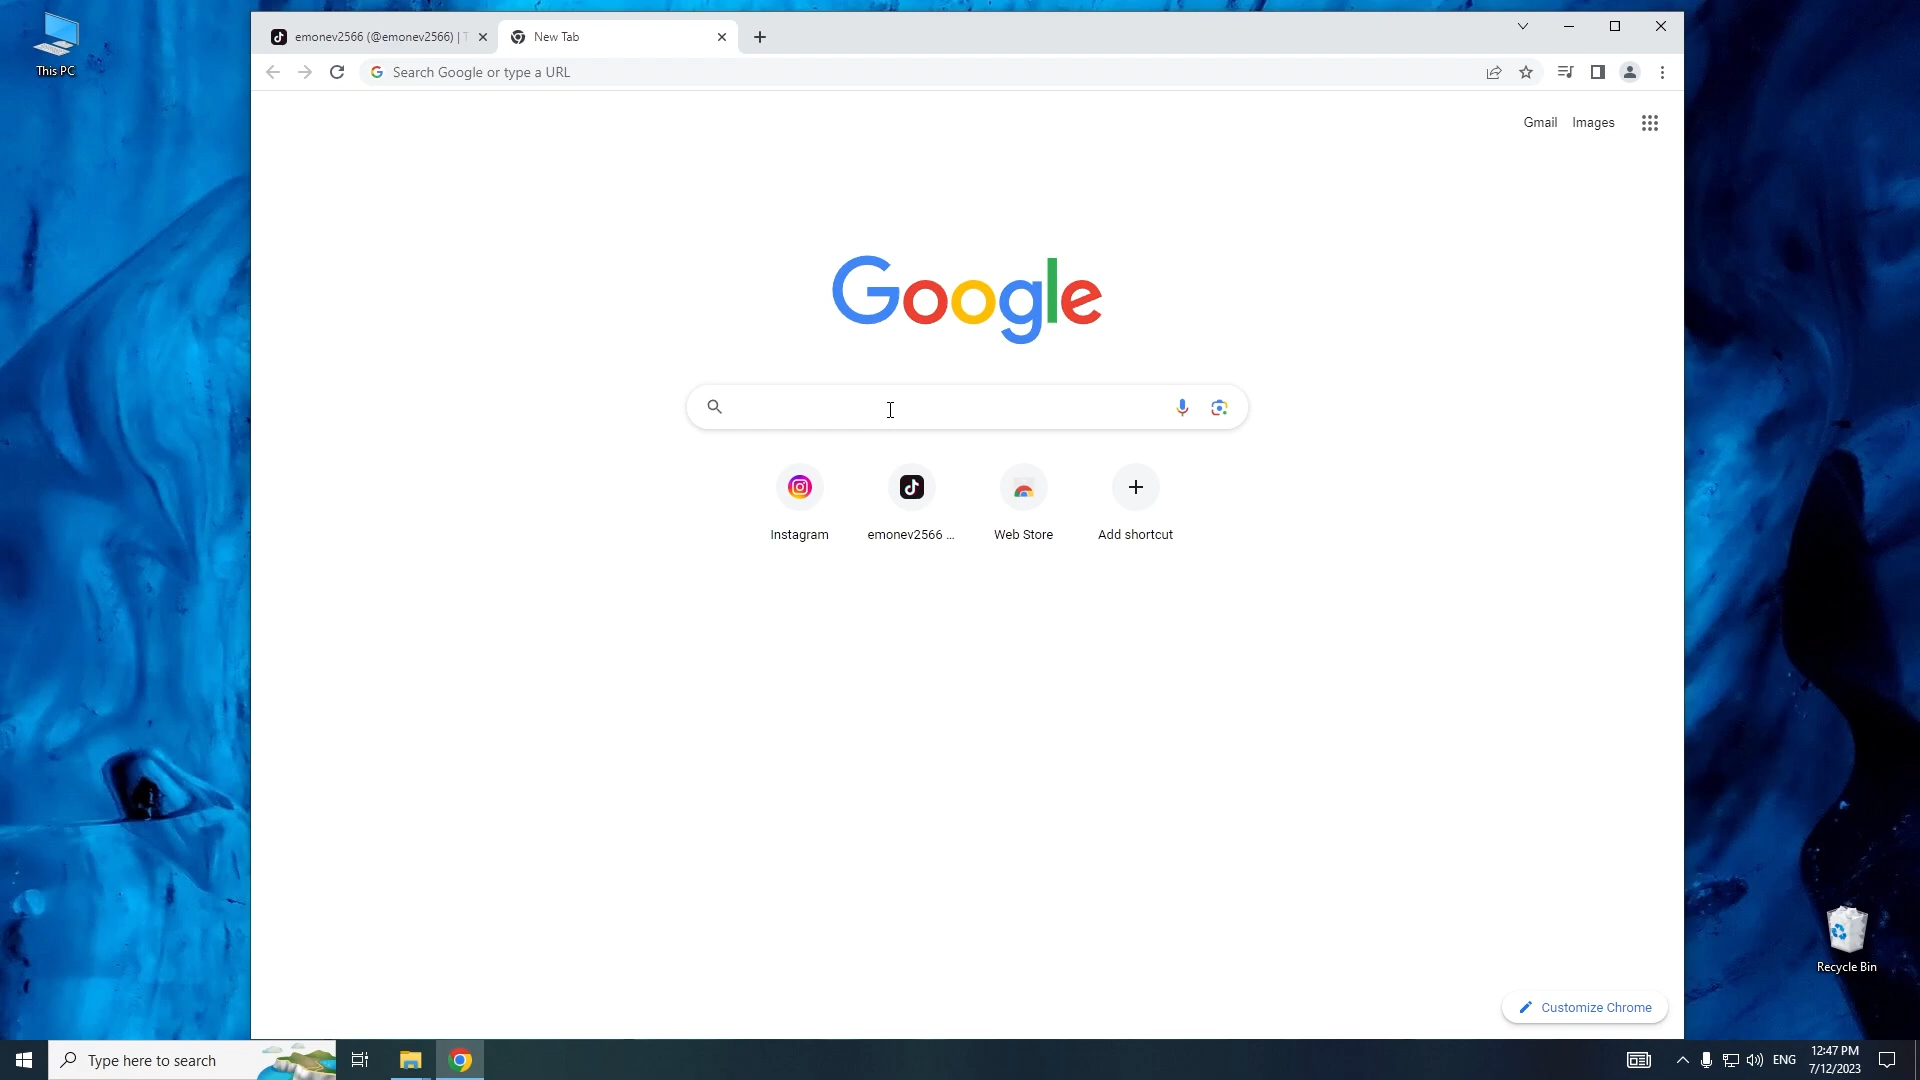 This PC
emonev2566 (@emonev2566) | T
New Tab
Search Google or type a URL
Gmail Images
Google
Instagram
emonev2566 ...
Web Store
Add shortcut
Recycle Bin
Customize Chrome
Type here to search
ENG
12:47 PM
7/12/2023